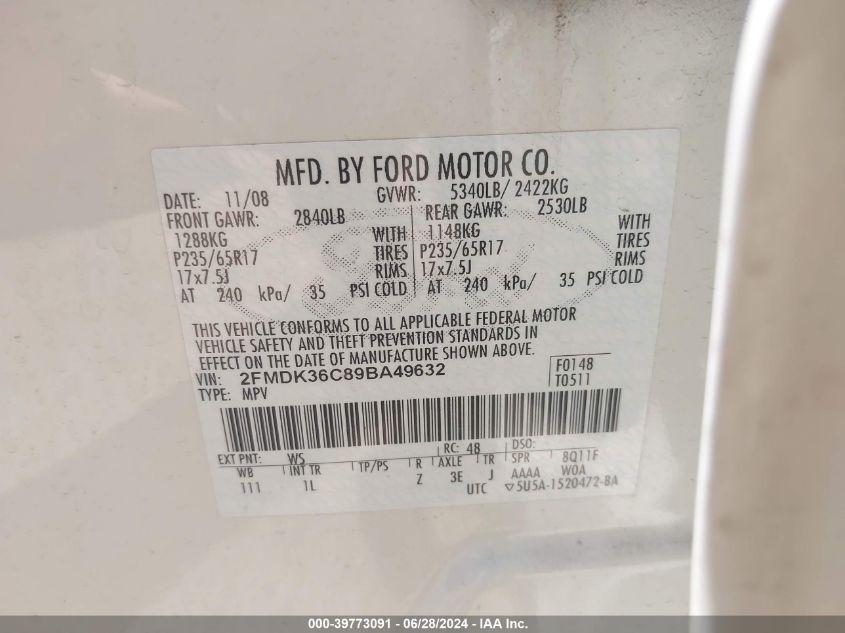 MFD. BY FORD MOTOR CO.
DATE: 11/08 GVWR: 5340LB/ 2422KG
FRONT GAWR: 2840LB REAR GAWR: 2530LB
1288KG WITH 1148KG WITH
P235/65R17 TIRES P235/65R17 TIRES
17x7.5J RIMS 17x7.5J RIMS
AT 240 kPa/ 35 PSI COLD AT 240 kPa/ 35 PSI COLD
THIS VEHICLE CONFORMS TO ALL APPLICABLE FEDERAL MOTOR
VEHICLE SAFETY AND THEFT PREVENTION STANDARDS IN
EFFECT ON THE DATE OF MANUFACTURE SHOWN ABOVE.
VIN: 2FMDK36C89BA49632 F0148
TYPE: MPV T0511
EXT PNT: WS RC: 48 DSO:
WB INT TR TP/PS R AXLE TR SPR 8Q11F
111 1L Z 3E J AAAA WOA
UTC ▽5U5A-1520472-BA
000-39773091 / 06/28/2024 - IAA Inc.